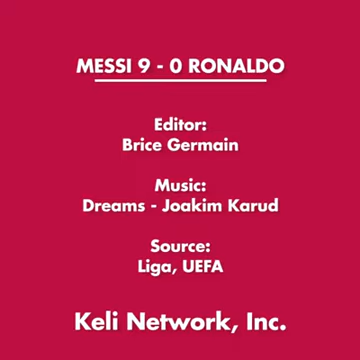 MESSI 9 - 0 RONALDO
Editor:
Brice Germain
Music:
Dreams - Joakim Karud
Source:
Liga, UEFA
Keli Network, Inc.